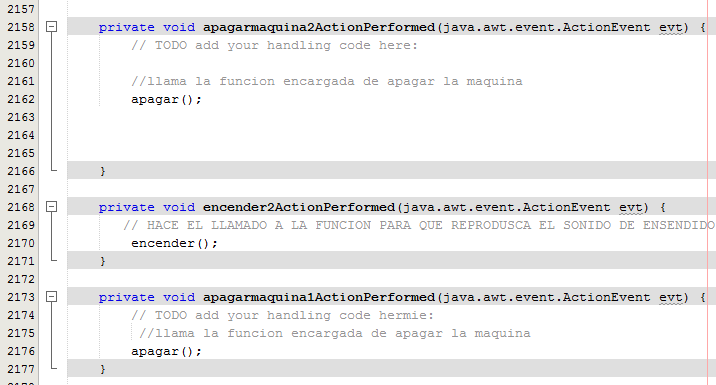 2157
2158 private void apagarmaquina2ActionPerformed(java.awt.event.ActionEvent evt) {
2159 // TODO add your handling code here:
2160
2161 //llama la funcion encargada de apagar la maquina
2162 apagar();
2163
2164
2165
2166 }
2167
2168 private void encender2ActionPerformed(java.awt.event.ActionEvent evt) {
2169 // HACE EL LLAMADO A LA FUNCION PARA QUE REPRODUSCA EL SONIDO DE ENSENDIDO
2170 encender();
2171 }
2172
2173 private void apagarmaquina1ActionPerformed(java.awt.event.ActionEvent evt) {
2174 // TODO add your handling code hermie:
2175 //llama la funcion encargada de apagar la maquina
2176 apagar();
2177 }